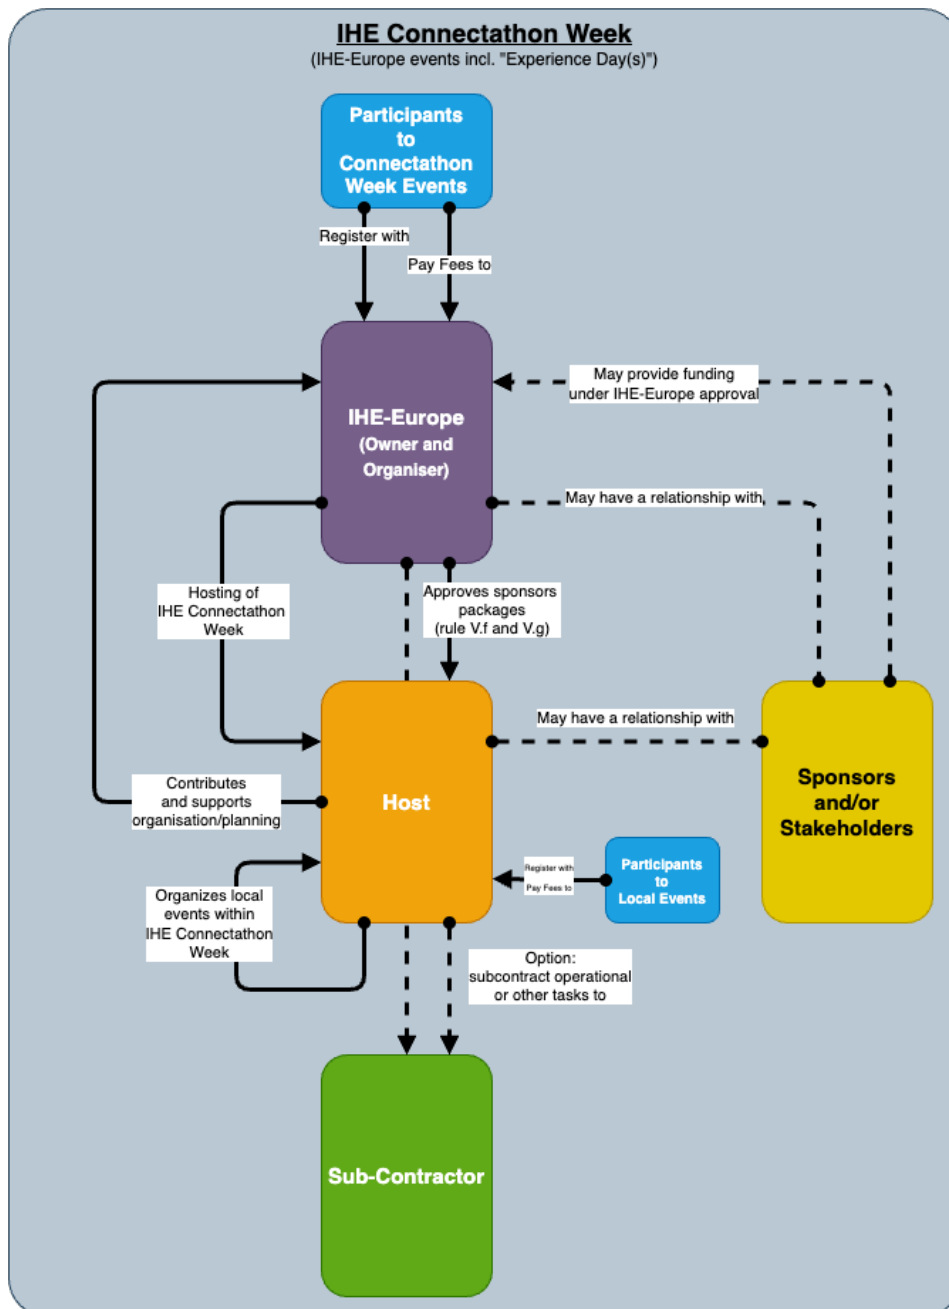 IHE Connectathon Week
(IHE-Europe events incl. "Experience Day(s)")
Participants
to
Connectathon
Week Events
Register with
Pay Fees to
May provide funding
under IHE-Europe approval
IHE-Europe
(Owner and
Organiser)
May have a relationship with
Hosting of
IHE Connectathon
Week
Approves sponsors
packages
(rule V.f and V.g)
May have a relationship with
Sponsors
and/or
Stakeholders
Contributes
and supports
organisation/planning
Host
Register with
Pay Fees to
Participants
to
Local Events
Organizes local
events within
IHE Connectathon
Week
Option:
subcontract operational
or other tasks to
Sub-Contractor